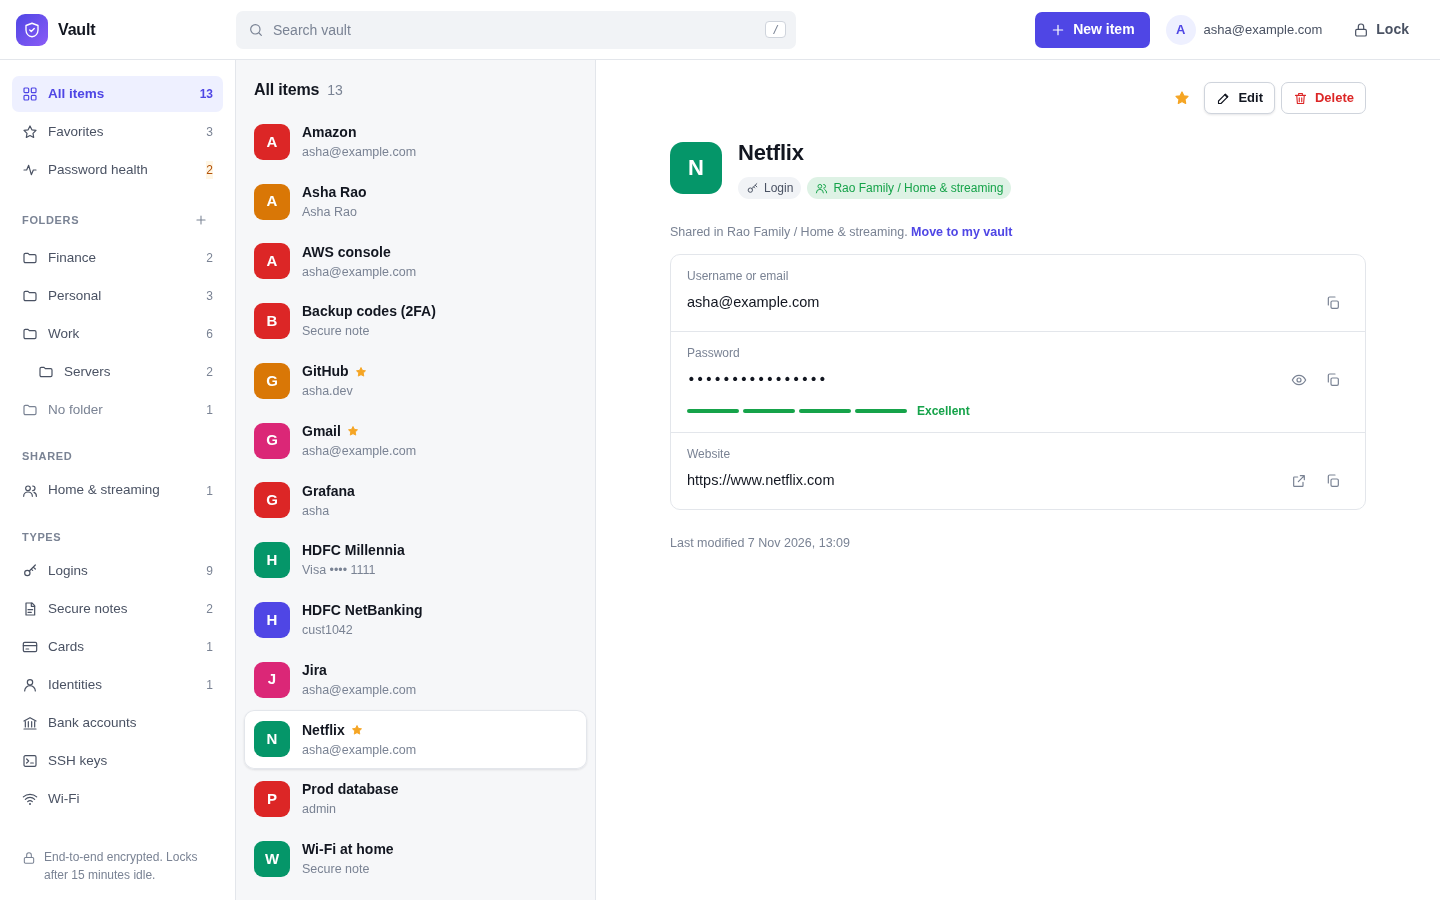 Vault
Search vault
/
New item
A
asha@example.com
Lock
All items 13
Favorites 3
Password health 2
FOLDERS
Finance 2
Personal 3
Work 6
Servers 2
No folder 1
SHARED
Home & streaming 1
TYPES
Logins 9
Secure notes 2
Cards 1
Identities 1
Bank accounts
SSH keys
Wi-Fi
End-to-end encrypted. Locks
after 15 minutes idle.
All items 13
A
Amazon
asha@example.com
A
Asha Rao
Asha Rao
A
AWS console
asha@example.com
B
Backup codes (2FA)
Secure note
G
GitHub
asha.dev
G
Gmail
asha@example.com
G
Grafana
asha
H
HDFC Millennia
Visa •••• 1111
H
HDFC NetBanking
cust1042
J
Jira
asha@example.com
N
Netflix
asha@example.com
P
Prod database
admin
W
Wi-Fi at home
Secure note
Edit
Delete
N
Netflix
Login
Rao Family / Home & streaming
Shared in Rao Family / Home & streaming. Move to my vault
Username or email
asha@example.com
Password
••••••••••••••••
Excellent
Website
https://www.netflix.com
Last modified 7 Nov 2026, 13:09